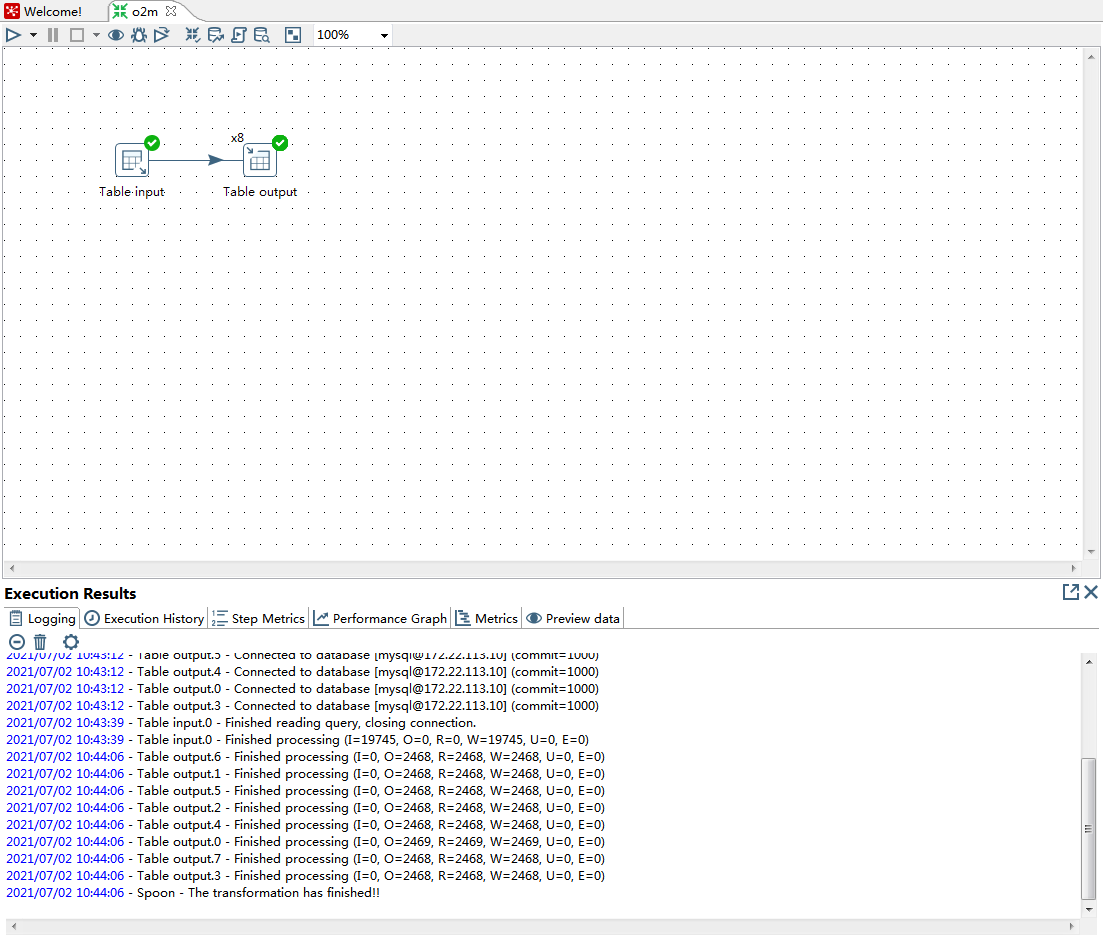 Welcome! o2m
100%
x8
Table input Table output
Execution Results
Logging Execution History Step Metrics Performance Graph Metrics Preview data
2021/07/02 10:43:12 - Table output.5 - Connected to database [mysql@172.22.113.10] (commit=1000)
2021/07/02 10:43:12 - Table output.4 - Connected to database [mysql@172.22.113.10] (commit=1000)
2021/07/02 10:43:12 - Table output.0 - Connected to database [mysql@172.22.113.10] (commit=1000)
2021/07/02 10:43:12 - Table output.3 - Connected to database [mysql@172.22.113.10] (commit=1000)
2021/07/02 10:43:39 - Table input.0 - Finished reading query, closing connection.
2021/07/02 10:43:39 - Table input.0 - Finished processing (I=19745, O=0, R=0, W=19745, U=0, E=0)
2021/07/02 10:44:06 - Table output.6 - Finished processing (I=0, O=2468, R=2468, W=2468, U=0, E=0)
2021/07/02 10:44:06 - Table output.1 - Finished processing (I=0, O=2468, R=2468, W=2468, U=0, E=0)
2021/07/02 10:44:06 - Table output.5 - Finished processing (I=0, O=2468, R=2468, W=2468, U=0, E=0)
2021/07/02 10:44:06 - Table output.2 - Finished processing (I=0, O=2468, R=2468, W=2468, U=0, E=0)
2021/07/02 10:44:06 - Table output.4 - Finished processing (I=0, O=2468, R=2468, W=2468, U=0, E=0)
2021/07/02 10:44:06 - Table output.0 - Finished processing (I=0, O=2469, R=2469, W=2469, U=0, E=0)
2021/07/02 10:44:06 - Table output.7 - Finished processing (I=0, O=2468, R=2468, W=2468, U=0, E=0)
2021/07/02 10:44:06 - Table output.3 - Finished processing (I=0, O=2468, R=2468, W=2468, U=0, E=0)
2021/07/02 10:44:06 - Spoon - The transformation has finished!!